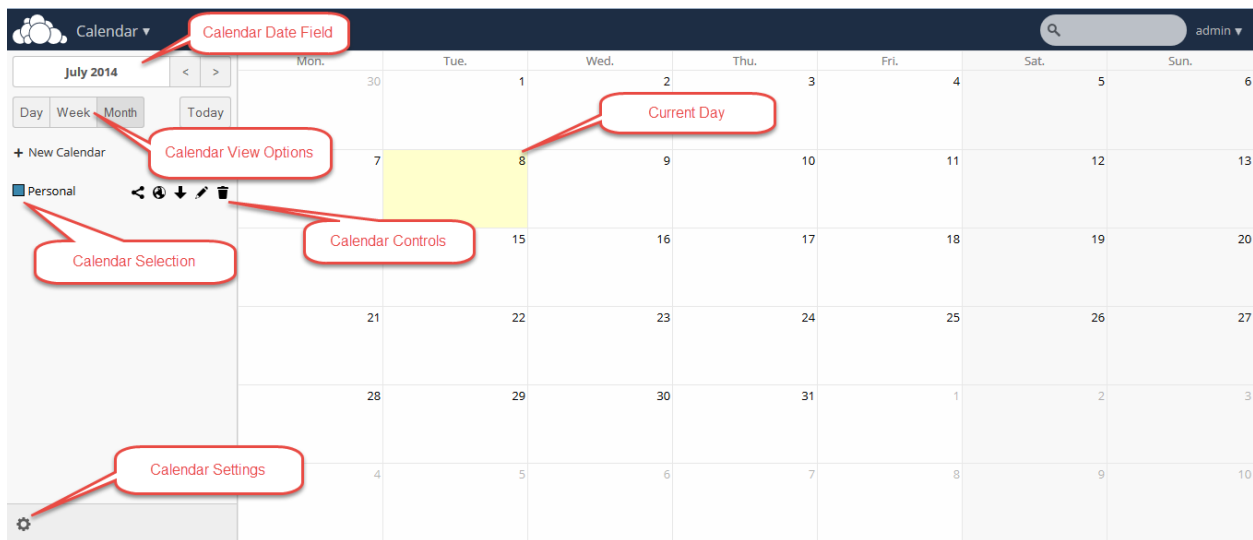 Calendar ▾ Calendar Date Field admin ▾
July 2014 < > Mon. Tue. Wed. Thu. Fri. Sat. Sun.
30 1 2 3 4 5 6
Day Week Month Today Current Day
+ New Calendar Calendar View Options
7 8 9 10 11 12 13
Personal
Calendar Controls 15 16 17 18 19 20
Calendar Selection
21 22 23 24 25 26 27
28 29 30 31 1 2 3
Calendar Settings 4 5 6 7 8 9 10